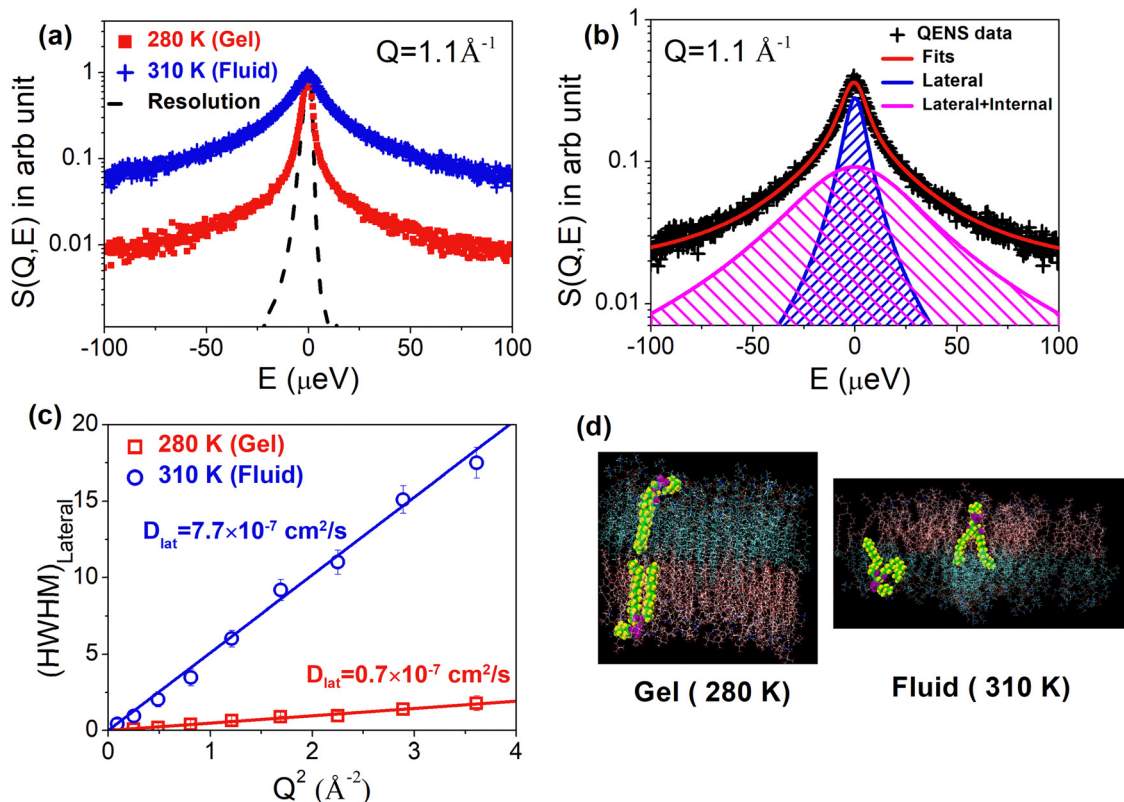 (a)
280 K (Gel)
310 K (Fluid)
Resolution
Q=1.1Å⁻¹
S(Q,E) in arb unit
1
0.1
0.01
-100 -50 0 50 100
E (μeV)
(b)
Q=1.1 Å⁻¹
QENS data
Fits
Lateral
Lateral+Internal
S(Q,E) in arb unit
1
0.1
0.01
-100 -50 0 50 100
E (μeV)
(c)
280 K (Gel)
310 K (Fluid)
D_lat=7.7×10⁻⁷ cm²/s
D_lat=0.7×10⁻⁷ cm²/s
(HWHM)_Lateral
20
15
10
5
0
0 1 2 3 4
Q² (Å⁻²)
(d)
Gel ( 280 K)
Fluid ( 310 K)